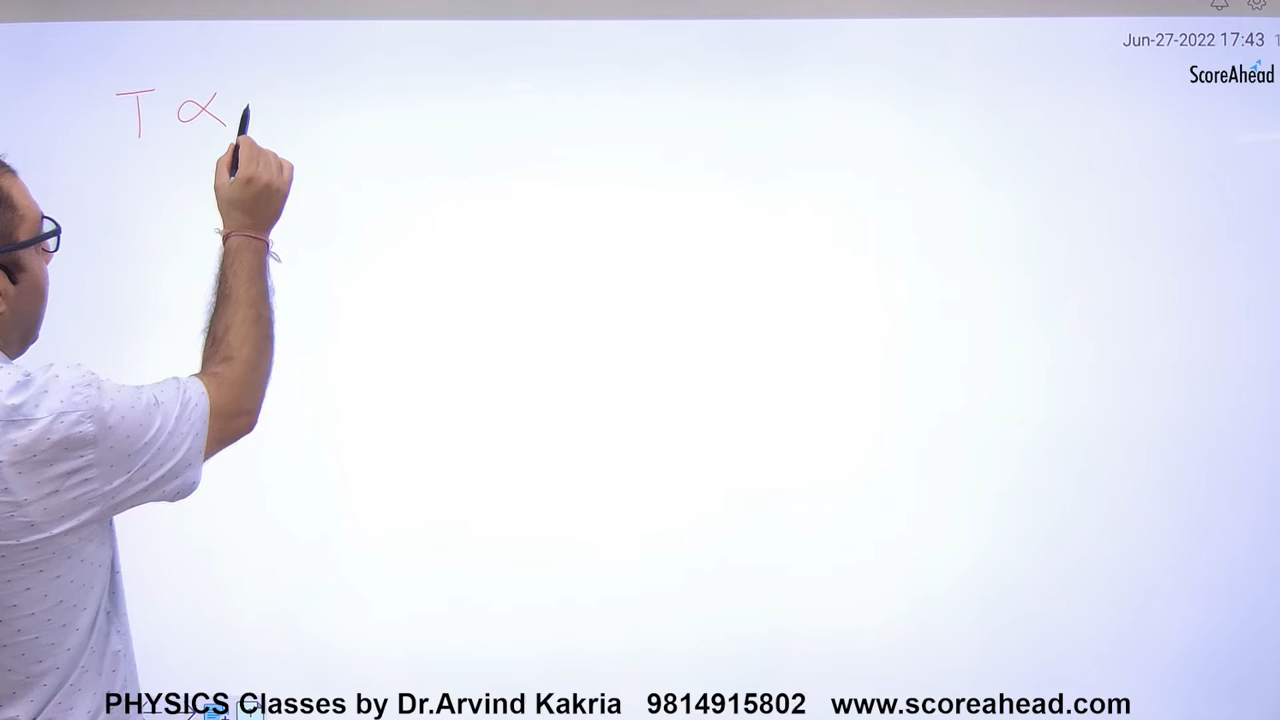 Jun-27-2022 17:43
ScoreAhead
T ∝
PHYSICS Classes by Dr.Arvind Kakria 9814915802 www.scoreahead.com